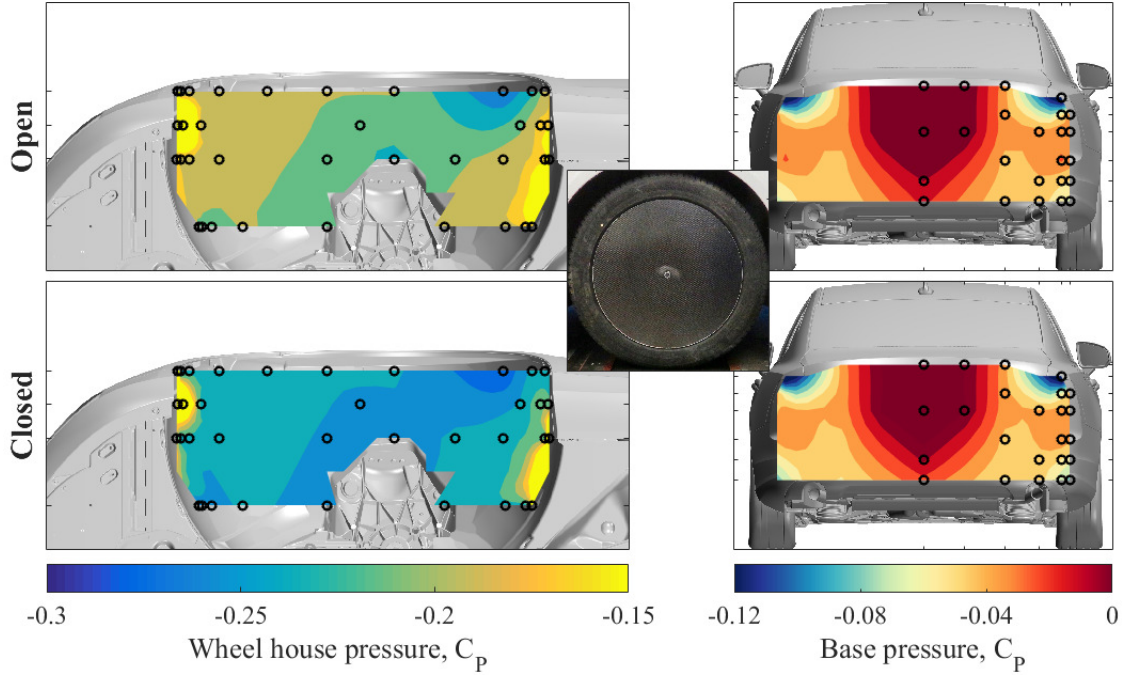 Open
Closed
-0.3 -0.25 -0.2 -0.15
Wheel house pressure, C_P
-0.12 -0.08 -0.04 0
Base pressure, C_P